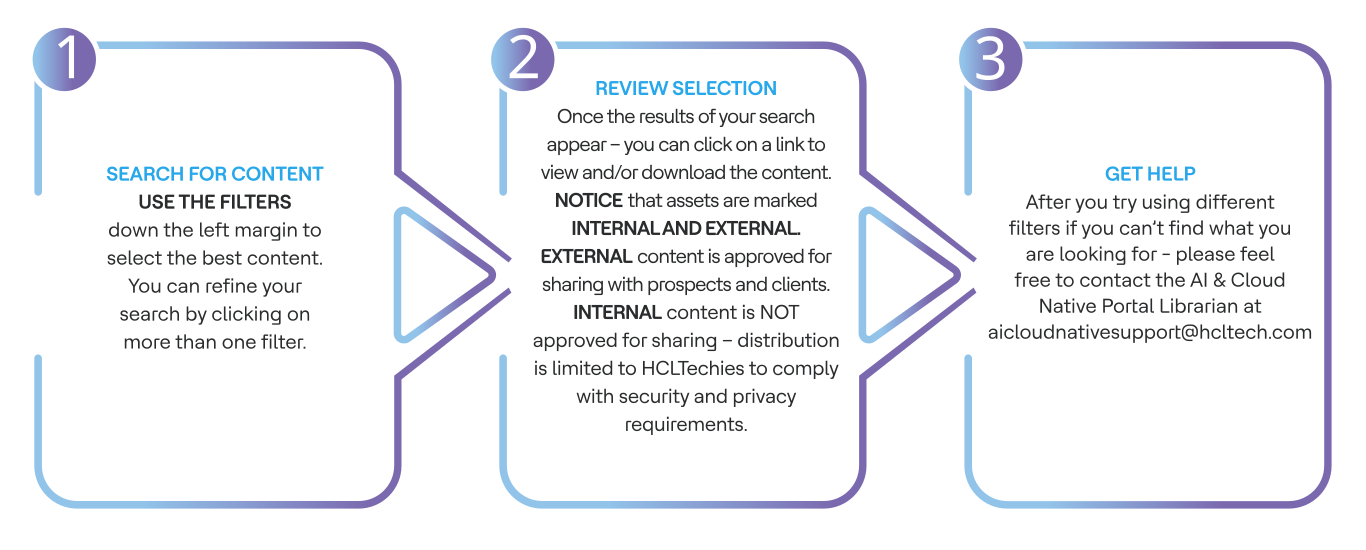 1
SEARCH FOR CONTENT
USE THE FILTERS
down the left margin to
select the best content.
You can refine your
search by clicking on
more than one filter.
2
REVIEW SELECTION
Once the results of your search
appear – you can click on a link to
view and/or download the content.
NOTICE that assets are marked
INTERNAL AND EXTERNAL.
EXTERNAL content is approved for
sharing with prospects and clients.
INTERNAL content is NOT
approved for sharing – distribution
is limited to HCLTechies to comply
with security and privacy
requirements.
3
GET HELP
After you try using different
filters if you can’t find what you
are looking for - please feel
free to contact the AI & Cloud
Native Portal Librarian at
aicloudnativesupport@hcltech.com